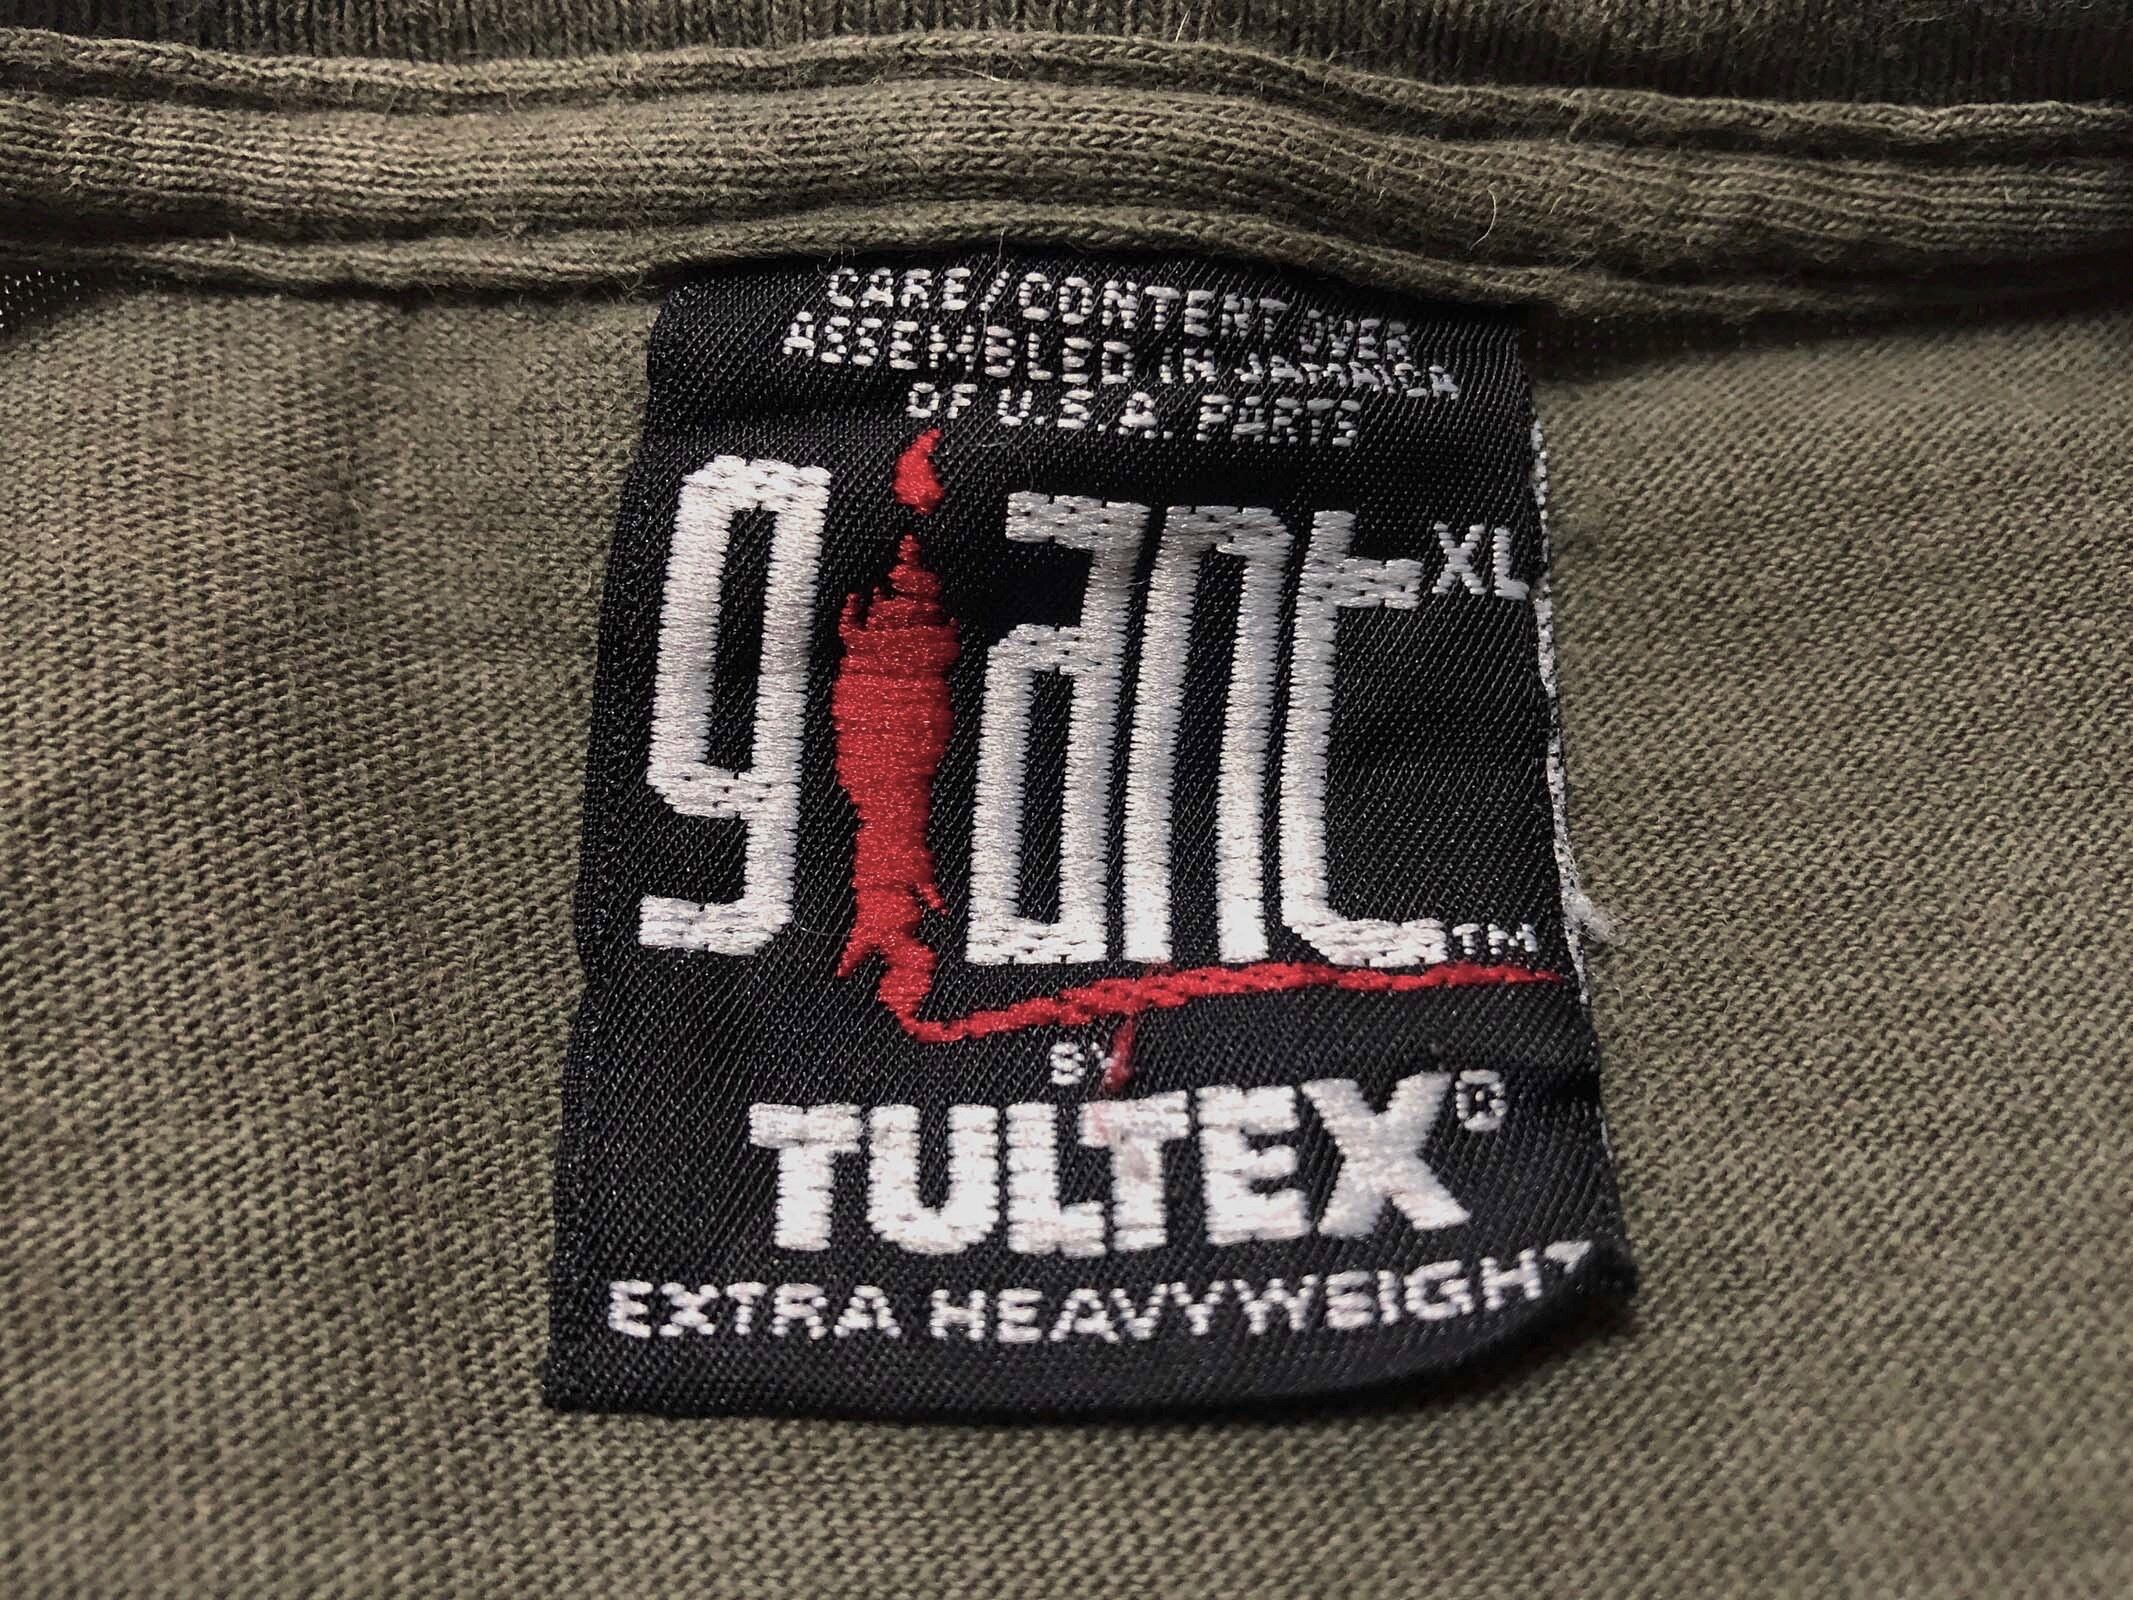 CARE/CONTENT OVER
ASSEMBLED IN JAMAICA
OF U.S.A. PARTS
giant XL
TM
BY
TULTEX®
EXTRA HEAVYWEIGHT